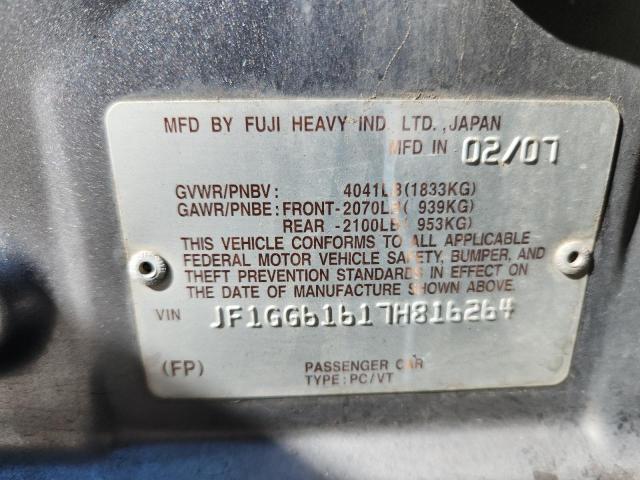 MFD BY FUJI HEAVY IND. LTD., JAPAN
MFD IN 02/07
GVWR/PNBV: 4041LB(1833KG)
GAWR/PNBE: FRONT-2070LB( 939KG)
REAR -2100LB( 953KG)
THIS VEHICLE CONFORMS TO ALL APPLICABLE
FEDERAL MOTOR VEHICLE SAFETY, BUMPER, AND
THEFT PREVENTION STANDARDS IN EFFECT ON
THE DATE OF MANUFACTURE SHOWN ABOVE.
VIN JF1GG61617H816264
(FP) PASSENGER CAR
TYPE:PC/VT